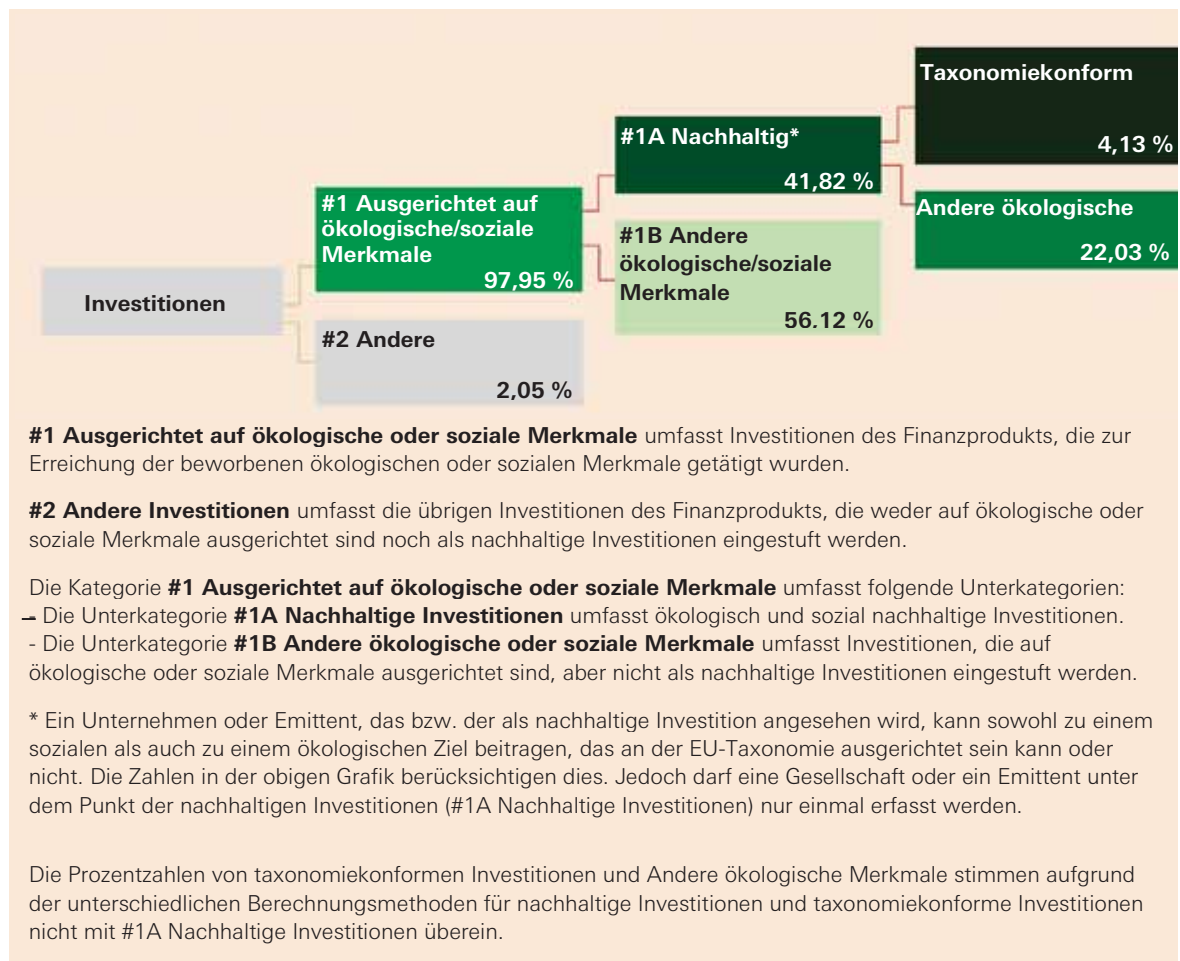 Taxonomiekonform
4,13 %
#1A Nachhaltig*
41,82 %
Andere ökologische
22,03 %
#1 Ausgerichtet auf
ökologische/soziale
Merkmale
97,95 %
#1B Andere
ökologische/soziale
Merkmale
56.12 %
Investitionen
#2 Andere
2,05 %
#1 Ausgerichtet auf ökologische oder soziale Merkmale umfasst Investitionen des Finanzprodukts, die zur
Erreichung der beworbenen ökologischen oder sozialen Merkmale getätigt wurden.
#2 Andere Investitionen umfasst die übrigen Investitionen des Finanzprodukts, die weder auf ökologische oder
soziale Merkmale ausgerichtet sind noch als nachhaltige Investitionen eingestuft werden.
Die Kategorie #1 Ausgerichtet auf ökologische oder soziale Merkmale umfasst folgende Unterkategorien:
- Die Unterkategorie #1A Nachhaltige Investitionen umfasst ökologisch und sozial nachhaltige Investitionen.
- Die Unterkategorie #1B Andere ökologische oder soziale Merkmale umfasst Investitionen, die auf
ökologische oder soziale Merkmale ausgerichtet sind, aber nicht als nachhaltige Investitionen eingestuft werden.
* Ein Unternehmen oder Emittent, das bzw. der als nachhaltige Investition angesehen wird, kann sowohl zu einem
sozialen als auch zu einem ökologischen Ziel beitragen, das an der EU-Taxonomie ausgerichtet sein kann oder
nicht. Die Zahlen in der obigen Grafik berücksichtigen dies. Jedoch darf eine Gesellschaft oder ein Emittent unter
dem Punkt der nachhaltigen Investitionen (#1A Nachhaltige Investitionen) nur einmal erfasst werden.
Die Prozentzahlen von taxonomiekonformen Investitionen und Andere ökologische Merkmale stimmen aufgrund
der unterschiedlichen Berechnungsmethoden für nachhaltige Investitionen und taxonomiekonforme Investitionen
nicht mit #1A Nachhaltige Investitionen überein.